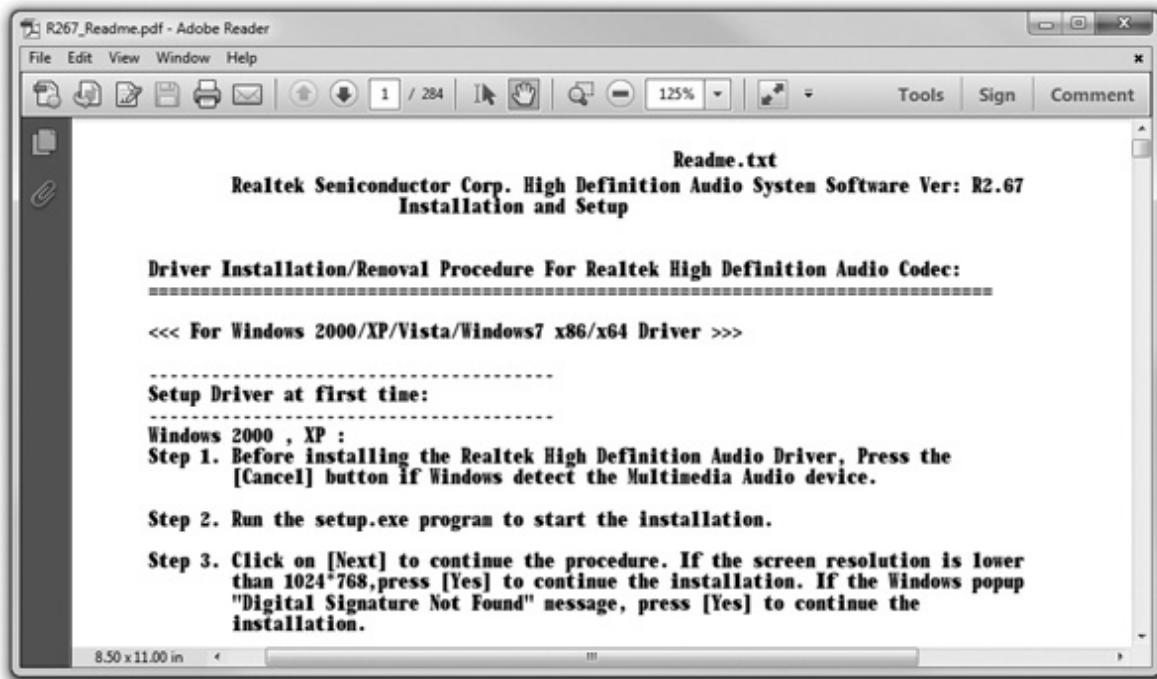 R267_Readme.pdf - Adobe Reader
File Edit View Window Help
1 / 284 125% Tools Sign Comment
Readme.txt
Realtek Semiconductor Corp. High Definition Audio System Software Ver: R2.67
Installation and Setup
Driver Installation/Removal Procedure For Realtek High Definition Audio Codec:
==================================================================================
<<< For Windows 2000/XP/Vista/Windows7 x86/x64 Driver >>>
---------------------------------------
Setup Driver at first time:
---------------------------------------
Windows 2000 , XP :
Step 1. Before installing the Realtek High Definition Audio Driver, Press the
[Cancel] button if Windows detect the Multimedia Audio device.
Step 2. Run the setup.exe program to start the installation.
Step 3. Click on [Next] to continue the procedure. If the screen resolution is lower
than 1024*768,press [Yes] to continue the installation. If the Windows popup
"Digital Signature Not Found" message, press [Yes] to continue the
installation.
8.50 x 11.00 in